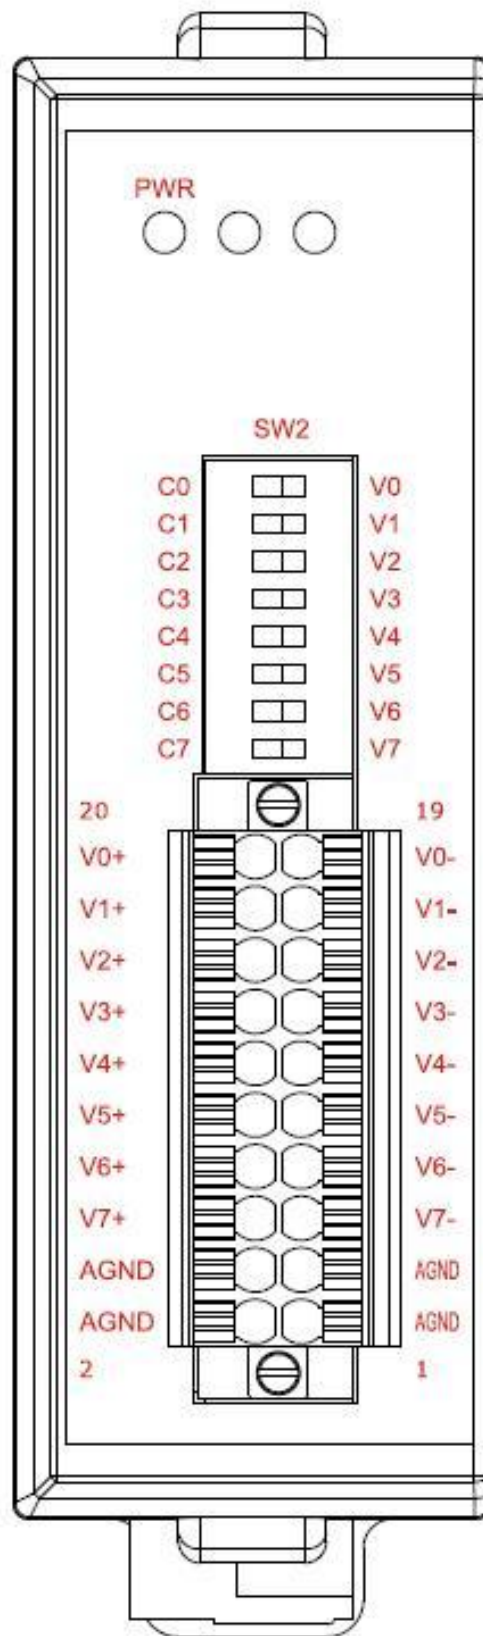 PWR
SW2
C0 V0
C1 V1
C2 V2
C3 V3
C4 V4
C5 V5
C6 V6
C7 V7
20 19
V0+ V0-
V1+ V1-
V2+ V2-
V3+ V3-
V4+ V4-
V5+ V5-
V6+ V6-
V7+ V7-
AGND AGND
AGND AGND
2 1